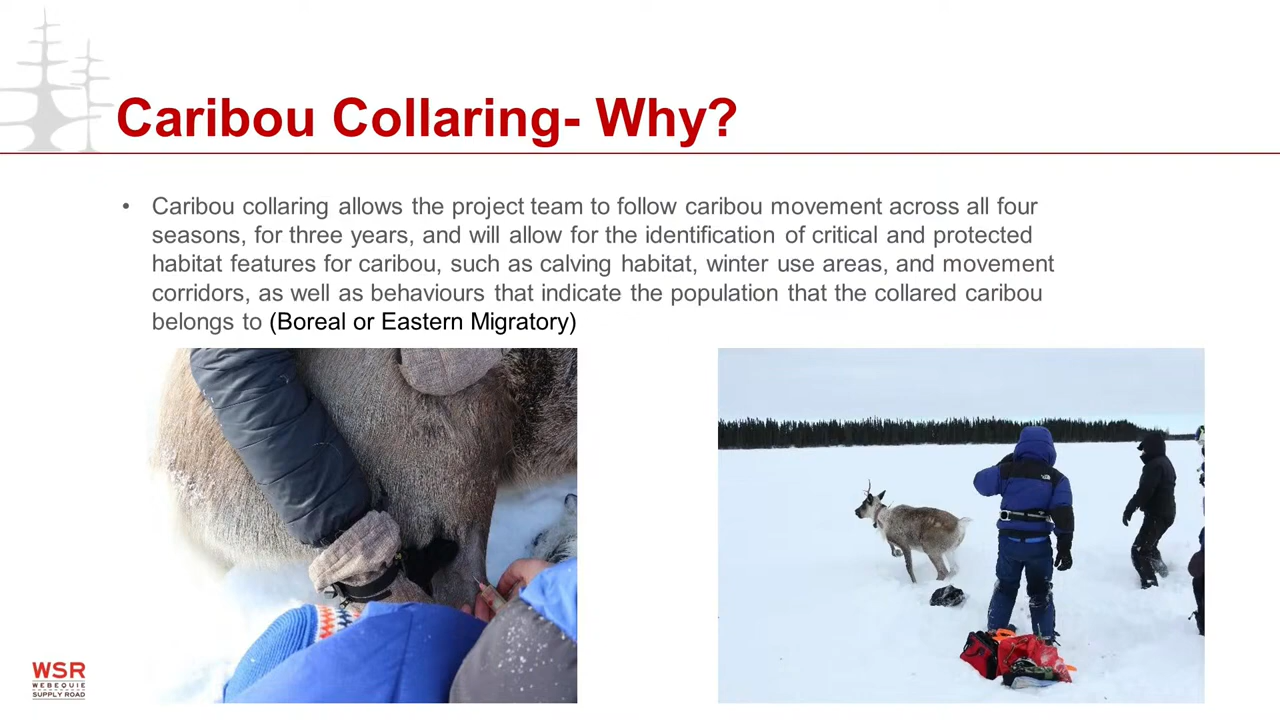 Caribou Collaring- Why?
• Caribou collaring allows the project team to follow caribou movement across all four
seasons, for three years, and will allow for the identification of critical and protected
habitat features for caribou, such as calving habitat, winter use areas, and movement
corridors, as well as behaviours that indicate the population that the collared caribou
belongs to (Boreal or Eastern Migratory)
WSR
WEBEQUIE
SUPPLY ROAD